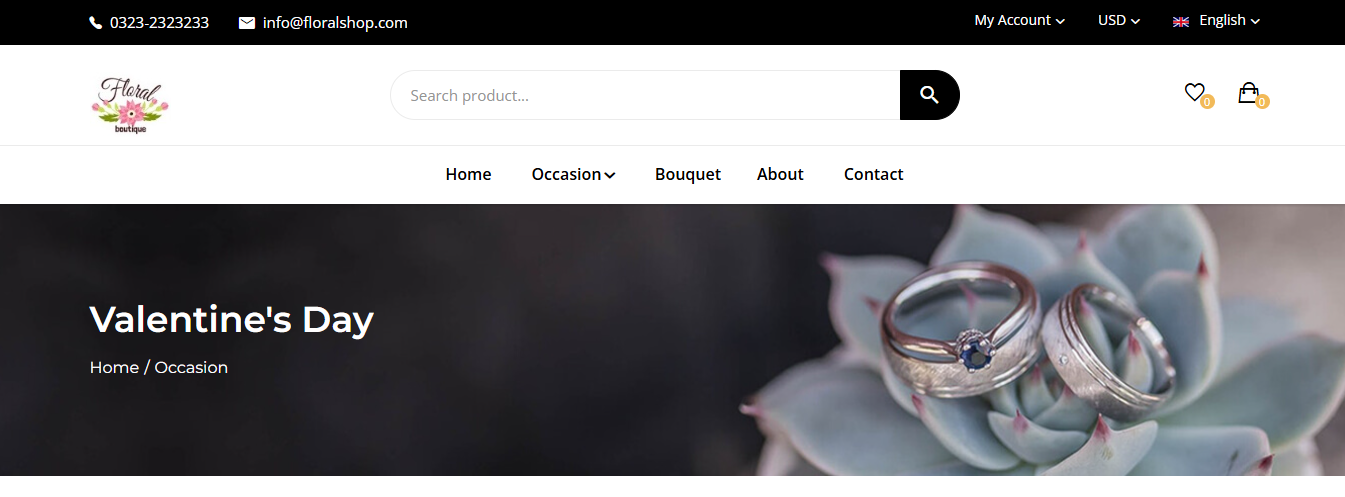 0323-2323233 info@floralshop.com My Account USD English
Floral
boutique
Search product...
0 0
Home Occasion Bouquet About Contact
Valentine's Day
Home / Occasion